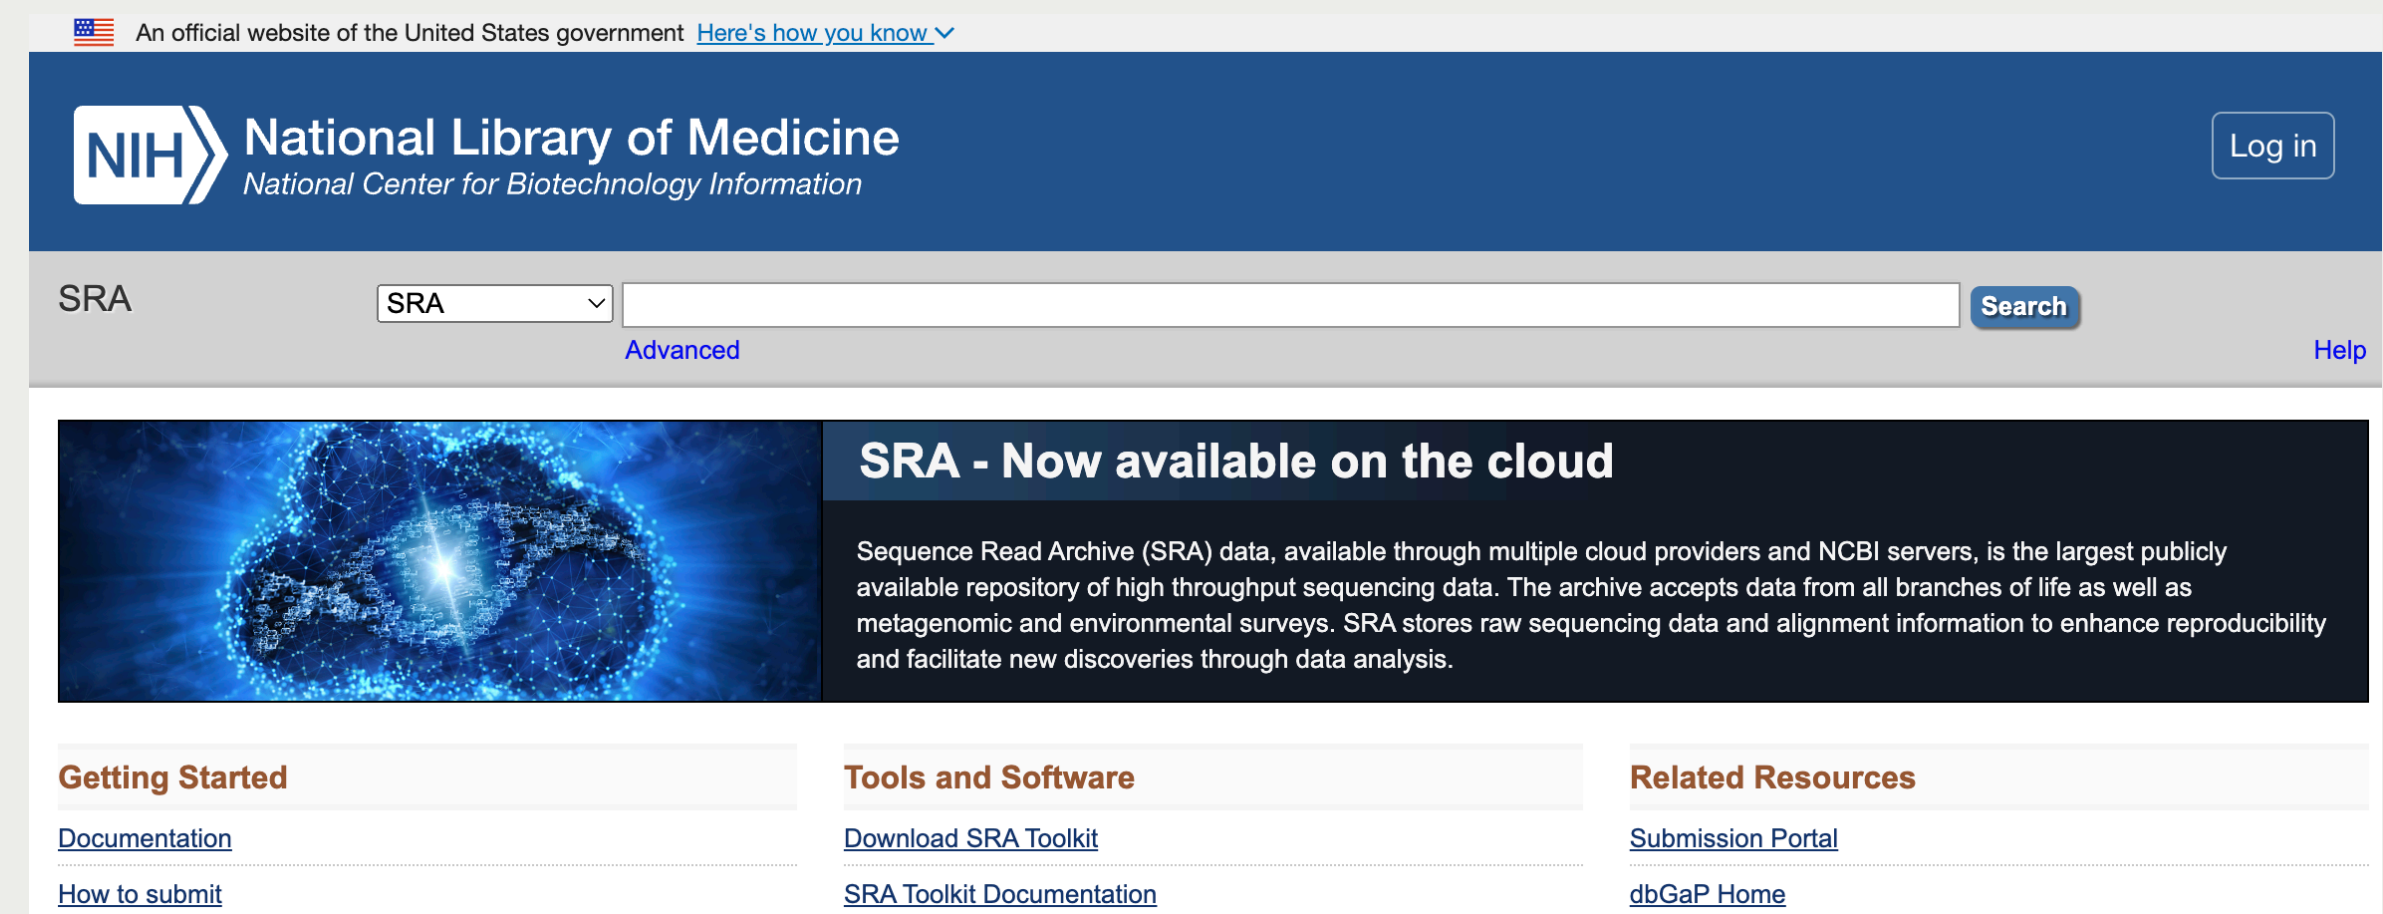 An official website of the United States government Here's how you know
NIH National Library of Medicine
National Center for Biotechnology Information
Log in
SRA SRA Search
Advanced Help
SRA - Now available on the cloud
Sequence Read Archive (SRA) data, available through multiple cloud providers and NCBI servers, is the largest publicly
available repository of high throughput sequencing data. The archive accepts data from all branches of life as well as
metagenomic and environmental surveys. SRA stores raw sequencing data and alignment information to enhance reproducibility
and facilitate new discoveries through data analysis.
Getting Started
Documentation
How to submit
Tools and Software
Download SRA Toolkit
SRA Toolkit Documentation
Related Resources
Submission Portal
dbGaP Home